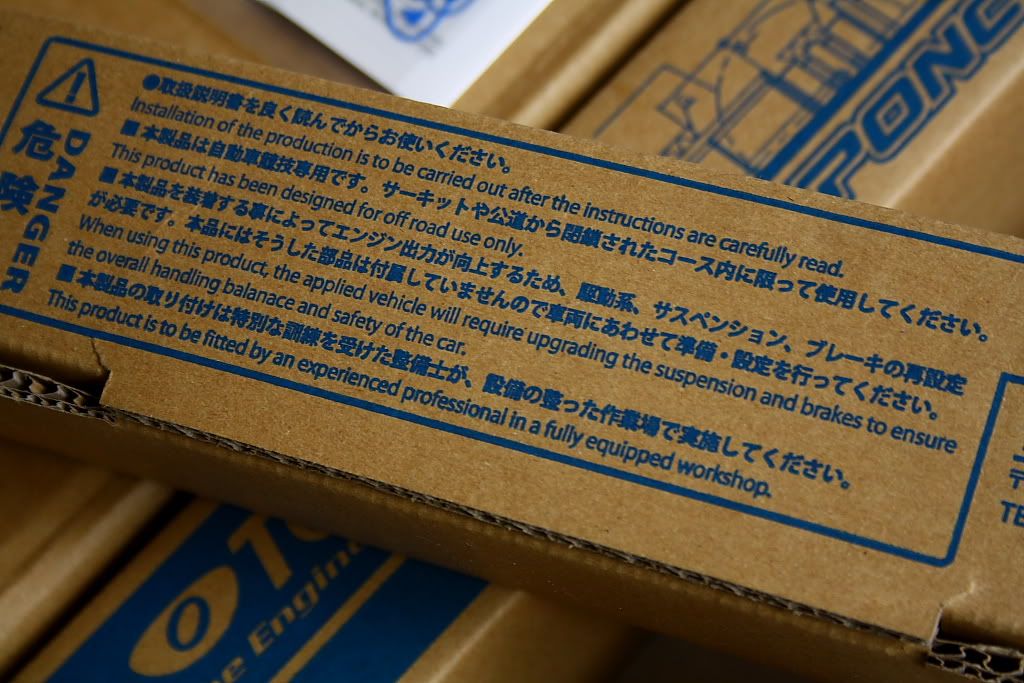 危険
DANGER
●取扱説明書を良く読んでからお使いください。
Installation of the production is to be carried out after the instructions are carefully read.
■本製品は自動車競技専用です。サーキットや公道から閉鎖されたコース内に限って使用してください。
This product has been designed for off road use only.
■本製品を装着する事によってエンジン出力が向上するため、駆動系、サスペンション、ブレーキの再設定
が必要です。本品にはそうした部品は付属していませんので車両にあわせて準備・設定を行ってください。
When using this product, the applied vehicle will require upgrading the suspension and brakes to ensure
the overall handling balanace and safety of the car.
■本製品の取り付けは特別な訓練を受けた整備士が、設備の整った作業場で実施してください。
This product is to be fitted by an experienced professional in a fully equipped workshop.
〒
TE
PONC
Engine